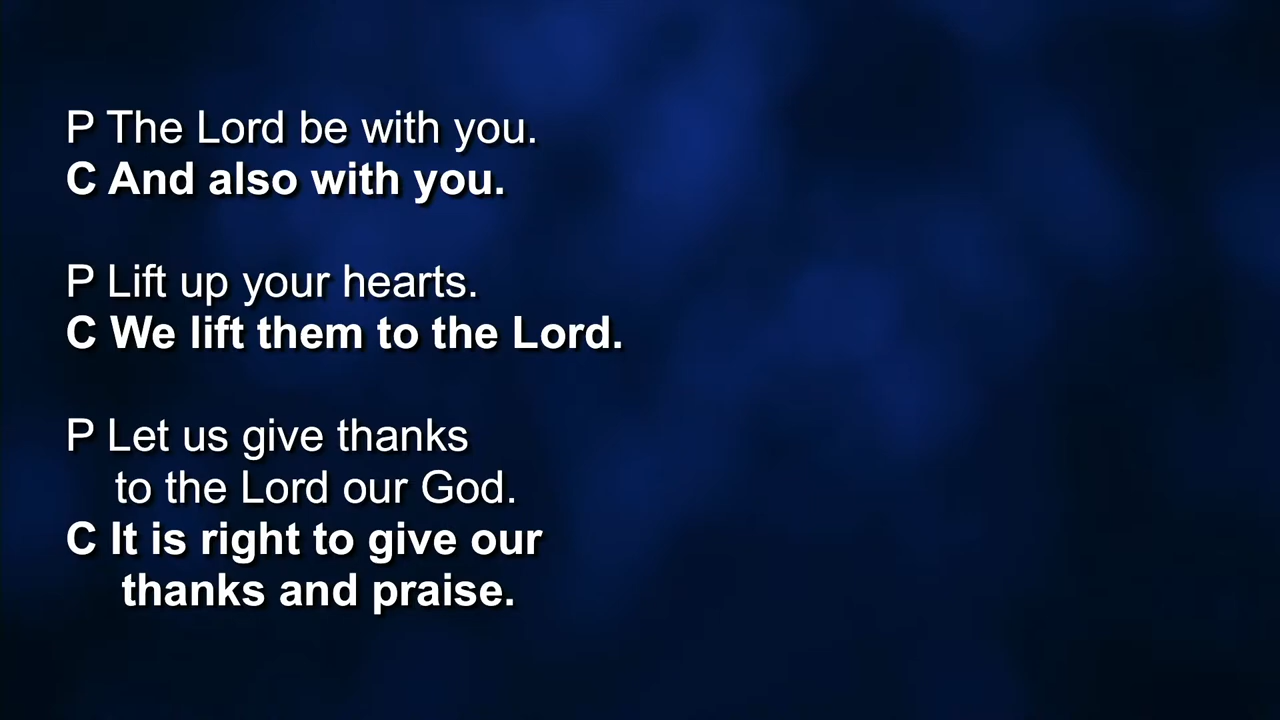 P The Lord be with you.
C And also with you.
P Lift up your hearts.
C We lift them to the Lord.
P Let us give thanks
to the Lord our God.
C It is right to give our
thanks and praise.